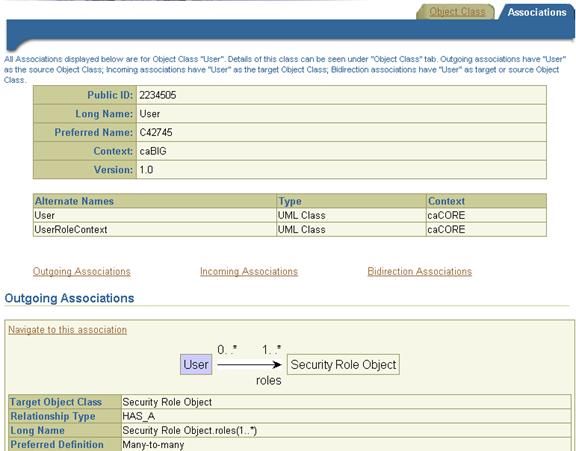 Object Class Associations
All Associations displayed below are for Object Class "User". Details of this class can be seen under "Object Class" tab. Outgoing associations have "User"
as the source Object Class; Incoming associations have "User" as the target Object Class; Bidirection associations have "User" as target or source Object
Class.
Public ID: 2234505
Long Name: User
Preferred Name: C42745
Context: caBIG
Version: 1.0
Alternate Names Type Context
User UML Class caCORE
UserRoleContext UML Class caCORE
Outgoing Associations Incoming Associations Bidirection Associations
Outgoing Associations
Navigate to this association
0..* 1..*
User Security Role Object
roles
Target Object Class Security Role Object
Relationship Type HAS_A
Long Name Security Role Object.roles(1..*)
Preferred Definition Many-to-many